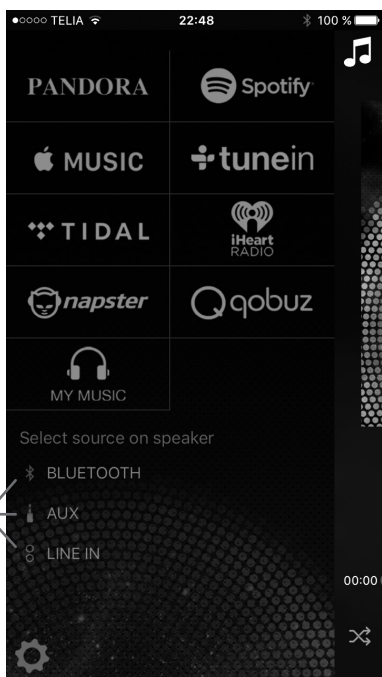 TELIA 22:48 100 %
PANDORA Spotify
MUSIC tunein
TIDAL iHeart RADIO
napster qobuz
MY MUSIC
Select source on speaker
BLUETOOTH
AUX
LINE IN
00:00